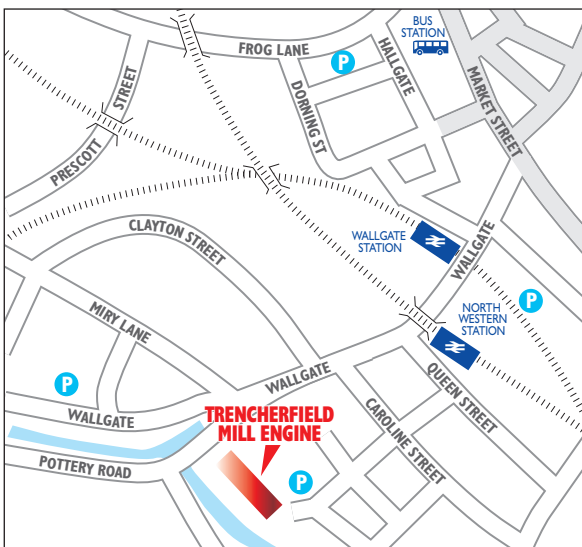 BUS
STATION
FROG LANE
P
HALLGATE
STREET
DORNING ST
MARKET STREET
PRESCOTT
CLAYTON STREET
WALLGATE
STATION
WALLGATE
P
NORTH
WESTERN
STATION
MIRY LANE
P
WALLGATE
QUEEN STREET
WALLGATE
TRENCHERFIELD
MILL ENGINE
CAROLINE STREET
POTTERY ROAD
P